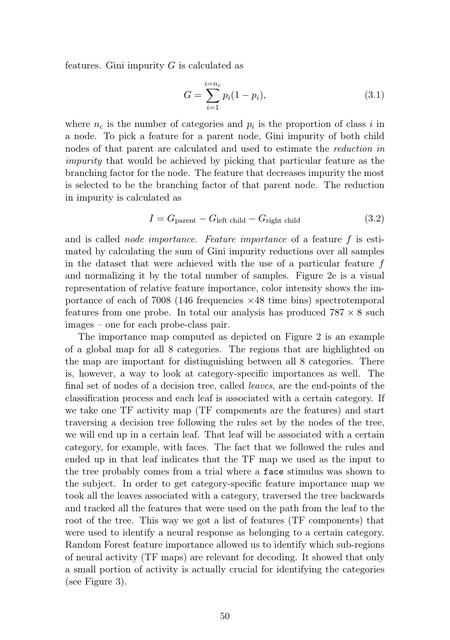 features. Gini impurity G is calculated as
G = \sum_{i=1}^{i=n_c} p_i(1 − p_i), (3.1)
where n_c is the number of categories and p_i is the proportion of class i in
a node. To pick a feature for a parent node, Gini impurity of both child
nodes of that parent are calculated and used to estimate the reduction in
impurity that would be achieved by picking that particular feature as the
branching factor for the node. The feature that decreases impurity the most
is selected to be the branching factor of that parent node. The reduction
in impurity is calculated as
I = G_{parent} − G_{left child} − G_{right child} (3.2)
and is called node importance. Feature importance of a feature f is esti-
mated by calculating the sum of Gini impurity reductions over all samples
in the dataset that were achieved with the use of a particular feature f
and normalizing it by the total number of samples. Figure 2e is a visual
representation of relative feature importance, color intensity shows the im-
portance of each of 7008 (146 frequencies ×48 time bins) spectrotemporal
features from one probe. In total our analysis has produced 787 × 8 such
images – one for each probe-class pair.
The importance map computed as depicted on Figure 2 is an example
of a global map for all 8 categories. The regions that are highlighted on
the map are important for distinguishing between all 8 categories. There
is, however, a way to look at category-specific importances as well. The
final set of nodes of a decision tree, called leaves, are the end-points of the
classification process and each leaf is associated with a certain category. If
we take one TF activity map (TF components are the features) and start
traversing a decision tree following the rules set by the nodes of the tree,
we will end up in a certain leaf. That leaf will be associated with a certain
category, for example, with faces. The fact that we followed the rules and
ended up in that leaf indicates that the TF map we used as the input to
the tree probably comes from a trial where a face stimulus was shown to
the subject. In order to get category-specific feature importance map we
took all the leaves associated with a category, traversed the tree backwards
and tracked all the features that were used on the path from the leaf to the
root of the tree. This way we got a list of features (TF components) that
were used to identify a neural response as belonging to a certain category.
Random Forest feature importance allowed us to identify which sub-regions
of neural activity (TF maps) are relevant for decoding. It showed that only
a small portion of activity is actually crucial for identifying the categories
(see Figure 3).
50